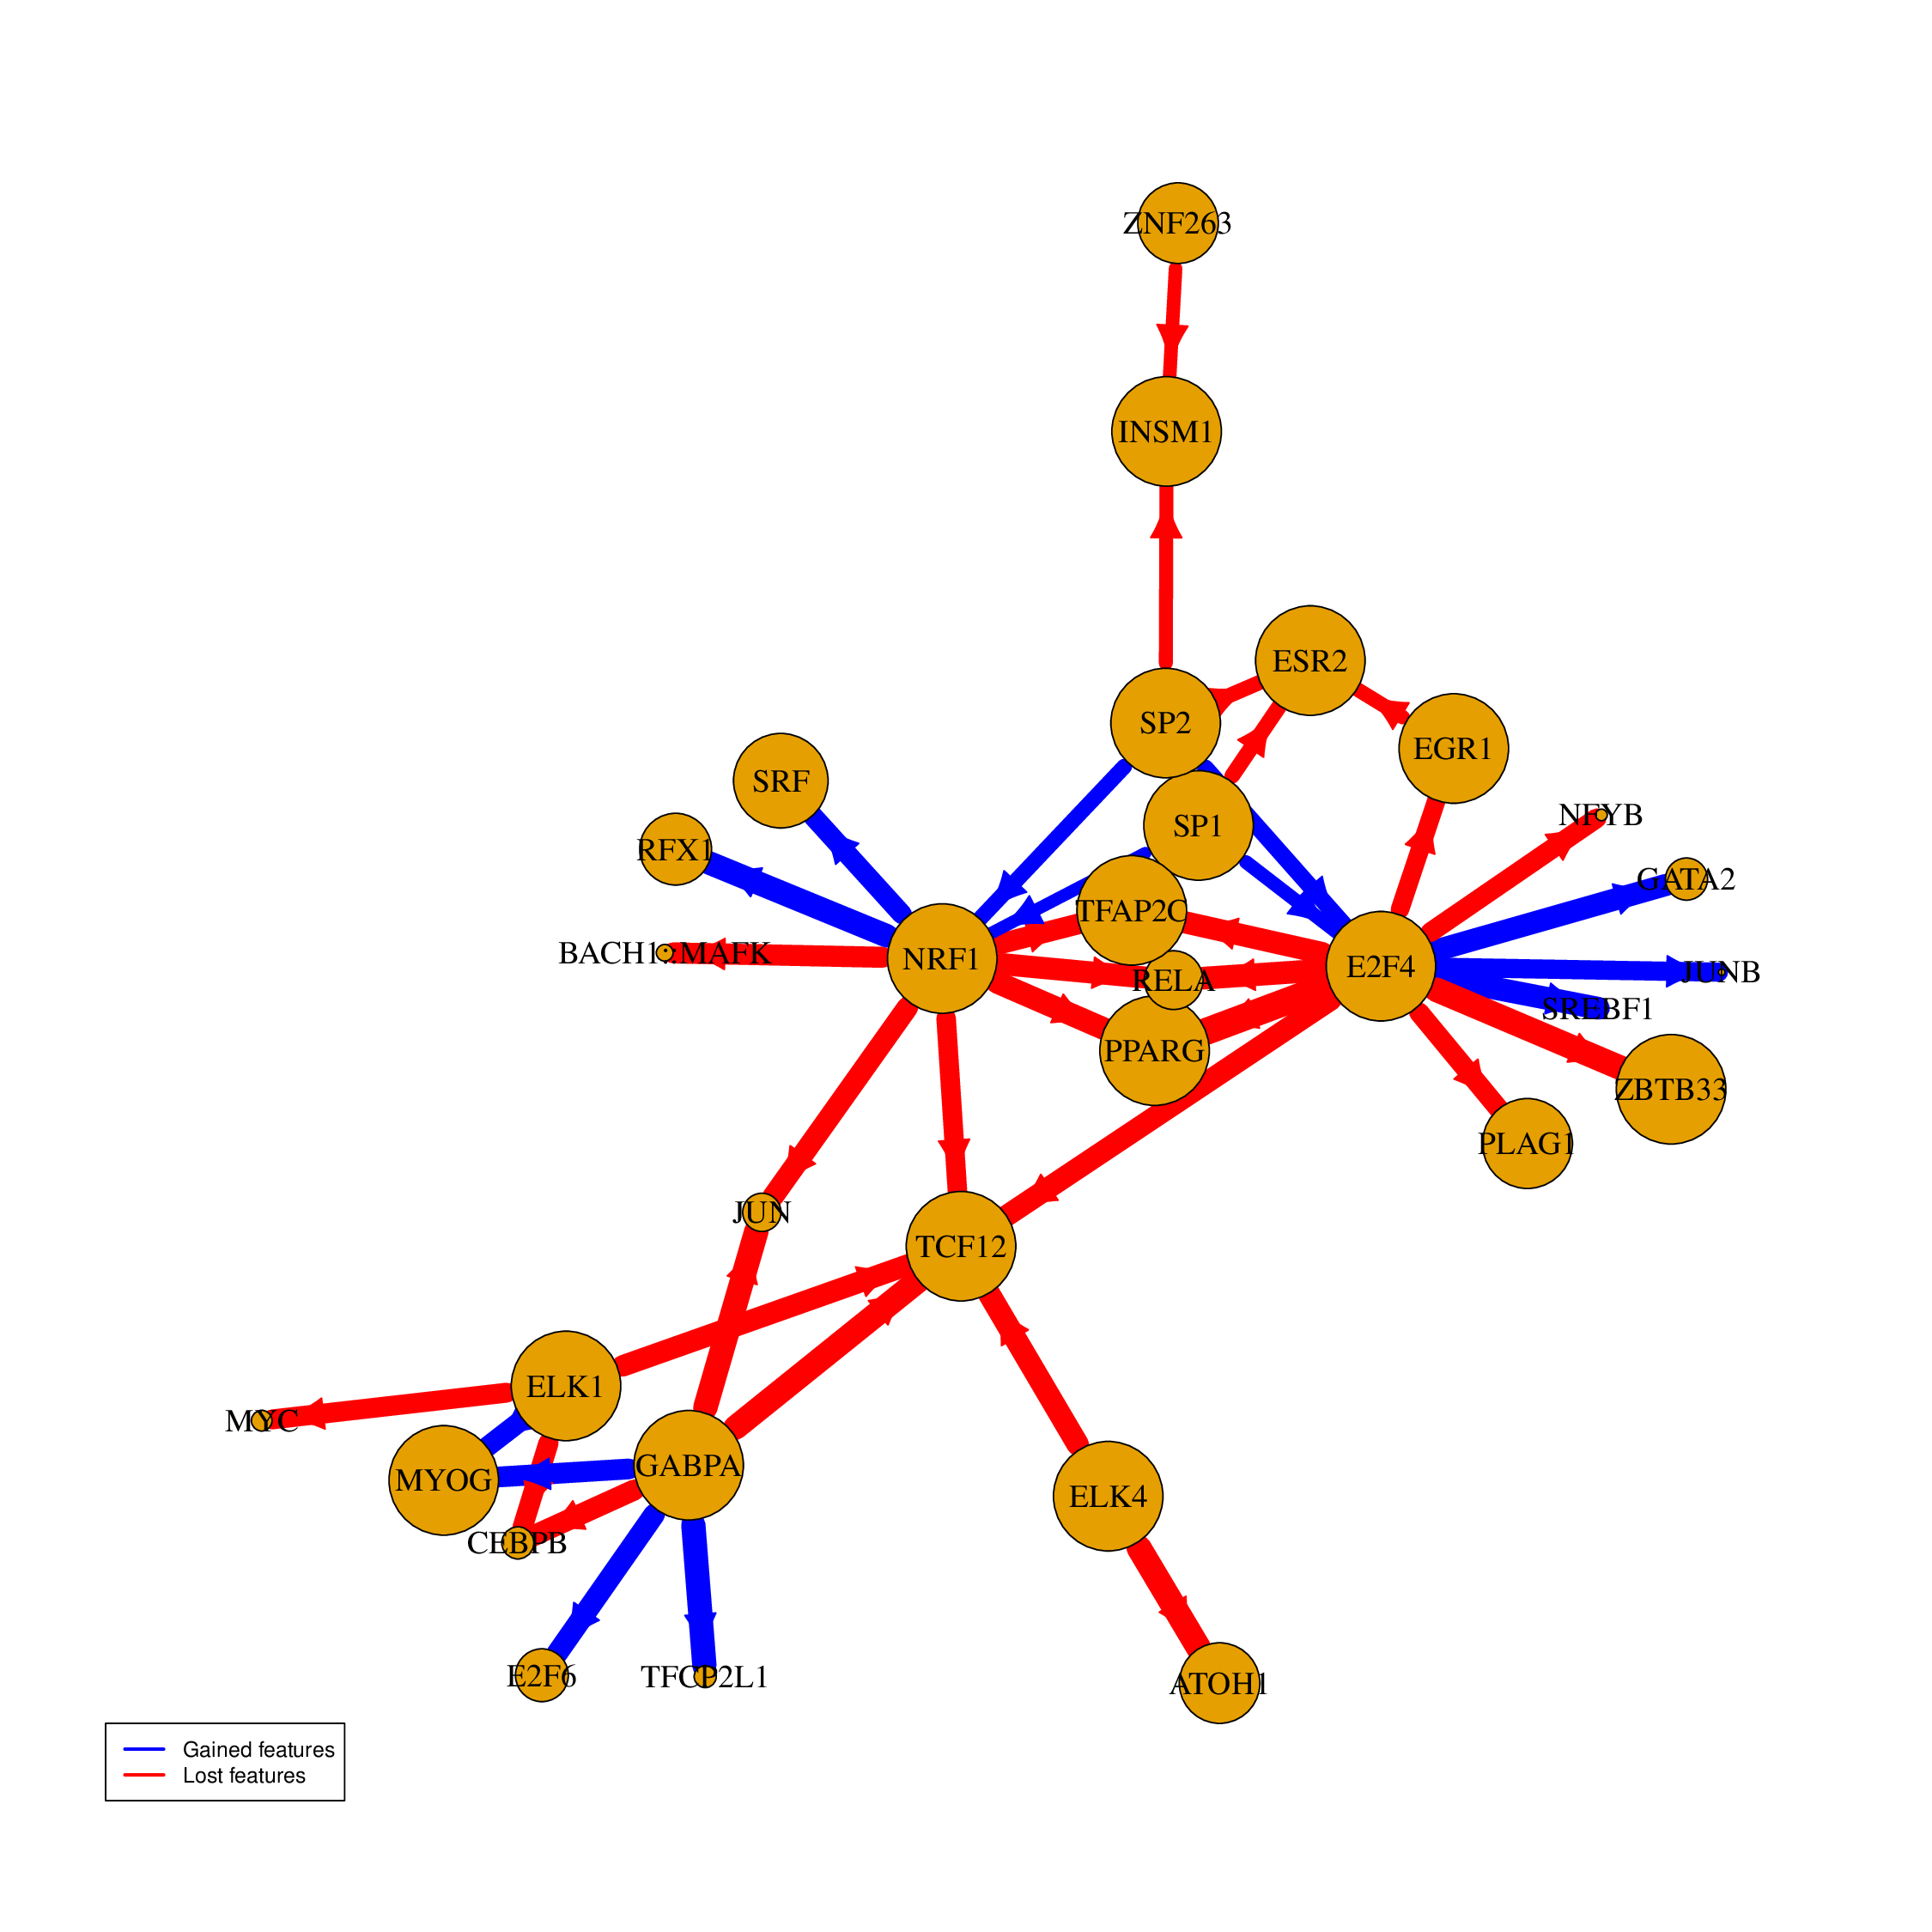 ZNF263
INSM1
ESR2
SP2
EGR1
SRF
NFYB
SP1
RFX1
GATA2
TFAP2C
BACH1::MAFK
NRF1
E2F4
JUNB
RELA
SREBF1
PPARG
ZBTB33
PLAG1
JUN
TCF12
ELK1
MYC
GABPA
MYOG
ELK4
CEBPB
E2F6
TFCP2L1
ATOH1
Gained features
Lost features